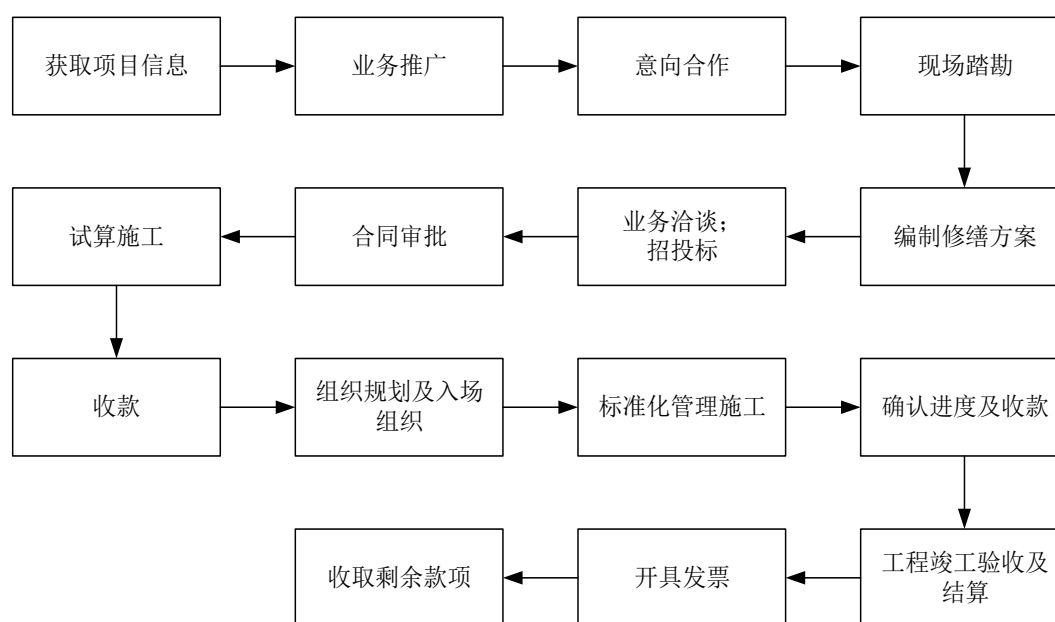 获取项目信息
业务推广
意向合作
现场踏勘
试算施工
合同审批
业务洽谈；
招投标
编制修缮方案
收款
组织规划及入场
组织
标准化管理施工
确认进度及收款
收取剩余款项
开具发票
工程竣工验收及
结算